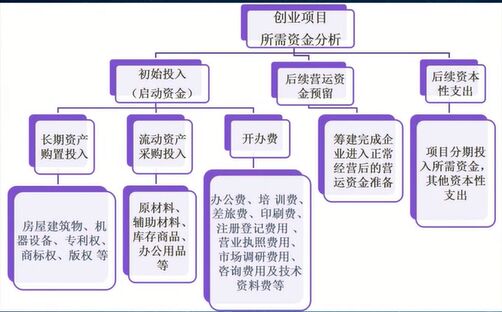 创业项目
所需资金分析
初始投入
（启动资金）
后续营运资
金预留
后续资本
性支出
长期资产
购置投入
流动资产
采购投入
开办费
筹建完成企
业进入正常
经营后的营
运资金准备
项目分期投
入所需资金，
其他资本性
支出
房屋建筑物、机
器设备、专利权、
商标权、版权 等
原材料、
辅助材料、
库存商品、
办公用品
等
办公费、培 训费、
差旅费、印刷费、
注册登记费用 、
营业执照费用、
市场调研费用、
咨询费用及技术
资料费等